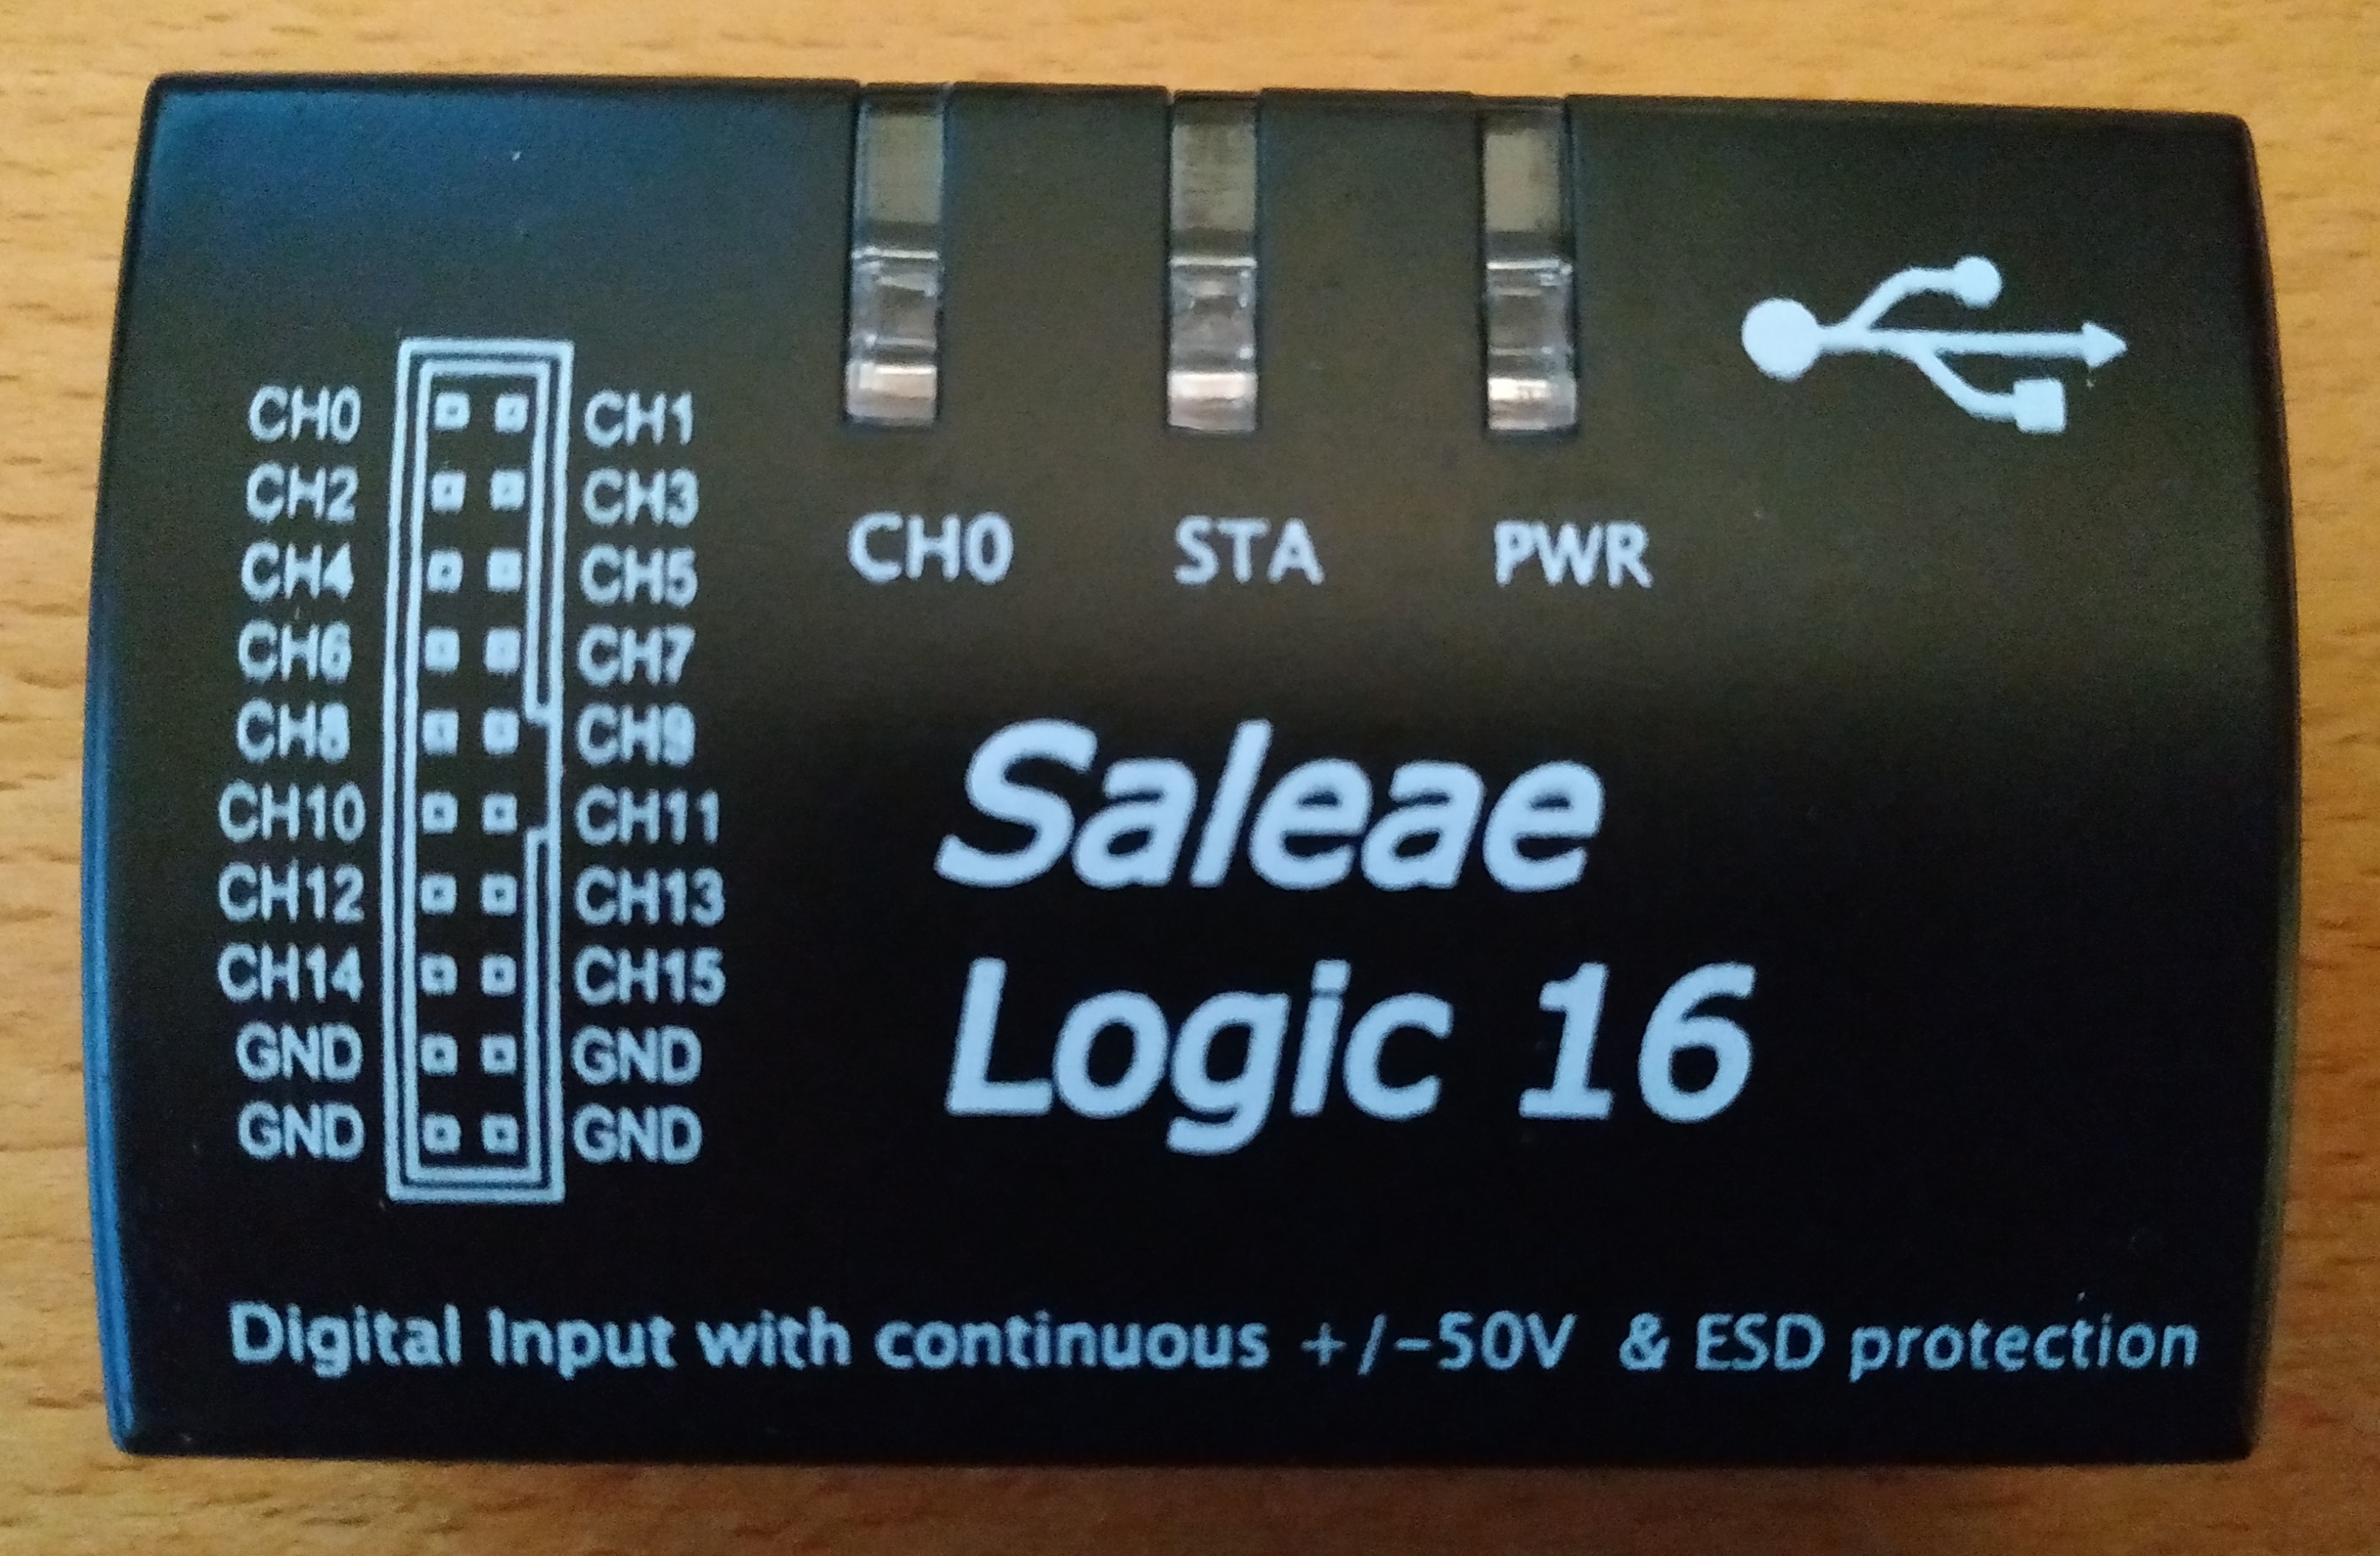 CH0 CH1
CH2 CH3
CH4 CH5
CH6 CH7
CH8 CH9
CH10 CH11
CH12 CH13
CH14 CH15
GND GND
GND GND
CH0 STA PWR
Saleae
Logic 16
Digital Input with continuous +/-50V & ESD protection